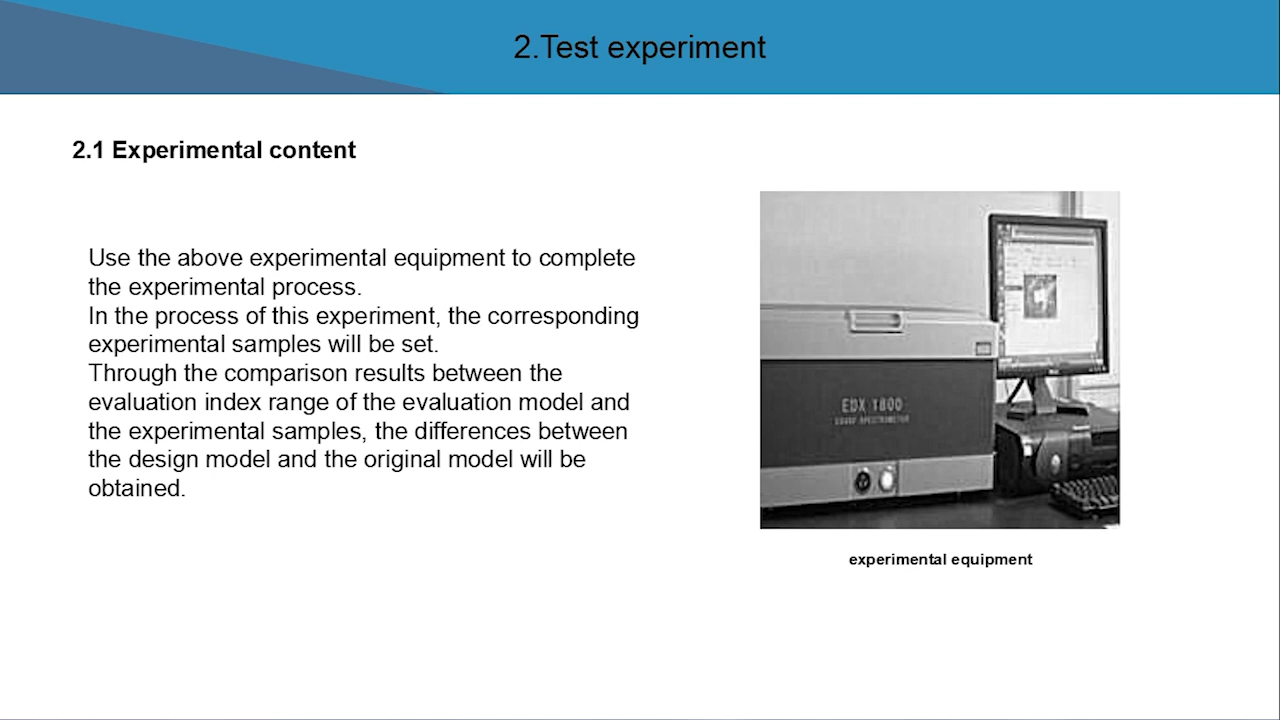 2.Test experiment
2.1 Experimental content
Use the above experimental equipment to complete
the experimental process.
In the process of this experiment, the corresponding
experimental samples will be set.
Through the comparison results between the
evaluation index range of the evaluation model and
the experimental samples, the differences between
the design model and the original model will be
obtained.
EDX 1800
experimental equipment